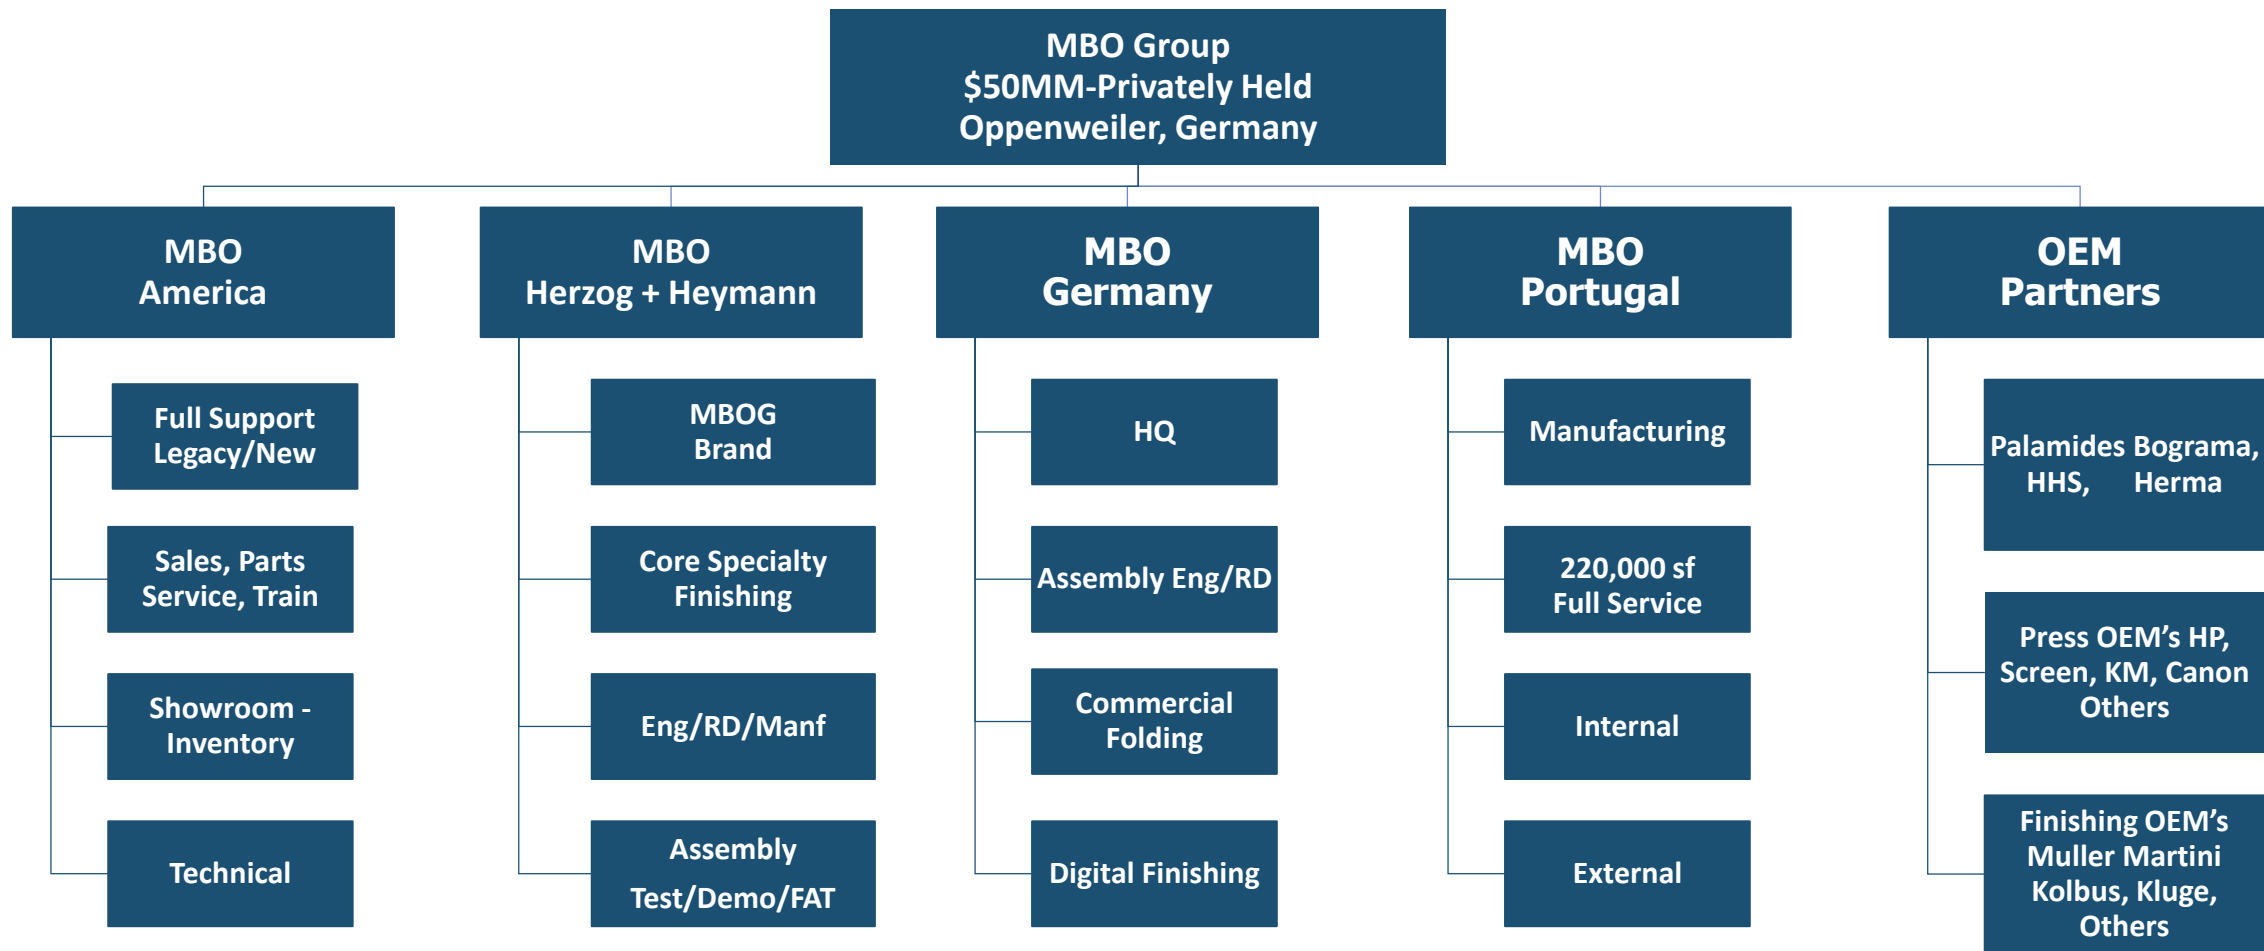 MBO Group
$50MM-Privately Held
Oppenweiler, Germany
MBO
America
Full Support
Legacy/New
Sales, Parts
Service, Train
Showroom -
Inventory
Technical
MBO
Herzog + Heymann
MBOG
Brand
Core Specialty
Finishing
Eng/RD/Manf
Assembly
Test/Demo/FAT
MBO
Germany
HQ
Assembly Eng/RD
Commercial
Folding
Digital Finishing
MBO
Portugal
Manufacturing
220,000 sf
Full Service
Internal
External
OEM
Partners
Palamides Bograma,
HHS, Herma
Press OEM’s HP,
Screen, KM, Canon
Others
Finishing OEM’s
Muller Martini
Kolbus, Kluge,
Others